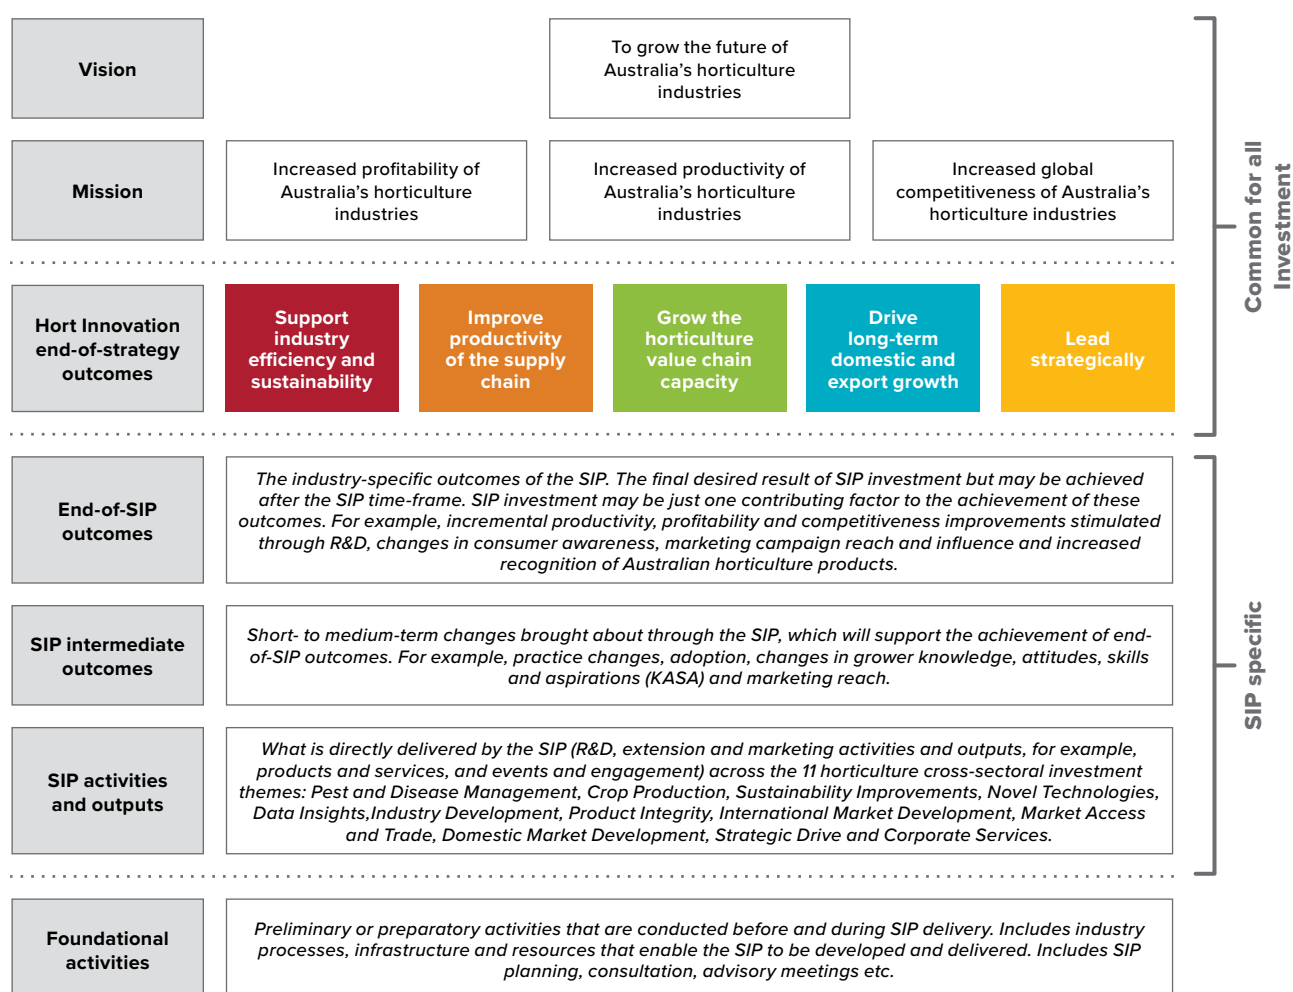 Vision
To grow the future of
Australia’s horticulture
industries
Mission
Increased profitability of
Australia’s horticulture
industries
Increased productivity of
Australia’s horticulture
industries
Increased global
competitiveness of Australia’s
horticulture industries
Common for all
Investment
Hort Innovation
end-of-strategy
outcomes
Support
industry
efficiency and
sustainability
Improve
productivity
of the supply
chain
Grow the
horticulture
value chain
capacity
Drive
long-term
domestic and
export growth
Lead
strategically
End-of-SIP
outcomes
The industry-specific outcomes of the SIP. The final desired result of SIP investment but may be achieved
after the SIP time-frame. SIP investment may be just one contributing factor to the achievement of these
outcomes. For example, incremental productivity, profitability and competitiveness improvements stimulated
through R&D, changes in consumer awareness, marketing campaign reach and influence and increased
recognition of Australian horticulture products.
SIP intermediate
outcomes
Short- to medium-term changes brought about through the SIP, which will support the achievement of end-
of-SIP outcomes. For example, practice changes, adoption, changes in grower knowledge, attitudes, skills
and aspirations (KASA) and marketing reach.
SIP specific
SIP activities
and outputs
What is directly delivered by the SIP (R&D, extension and marketing activities and outputs, for example,
products and services, and events and engagement) across the 11 horticulture cross-sectoral investment
themes: Pest and Disease Management, Crop Production, Sustainability Improvements, Novel Technologies,
Data Insights,Industry Development, Product Integrity, International Market Development, Market Access
and Trade, Domestic Market Development, Strategic Drive and Corporate Services.
Foundational
activities
Preliminary or preparatory activities that are conducted before and during SIP delivery. Includes industry
processes, infrastructure and resources that enable the SIP to be developed and delivered. Includes SIP
planning, consultation, advisory meetings etc.